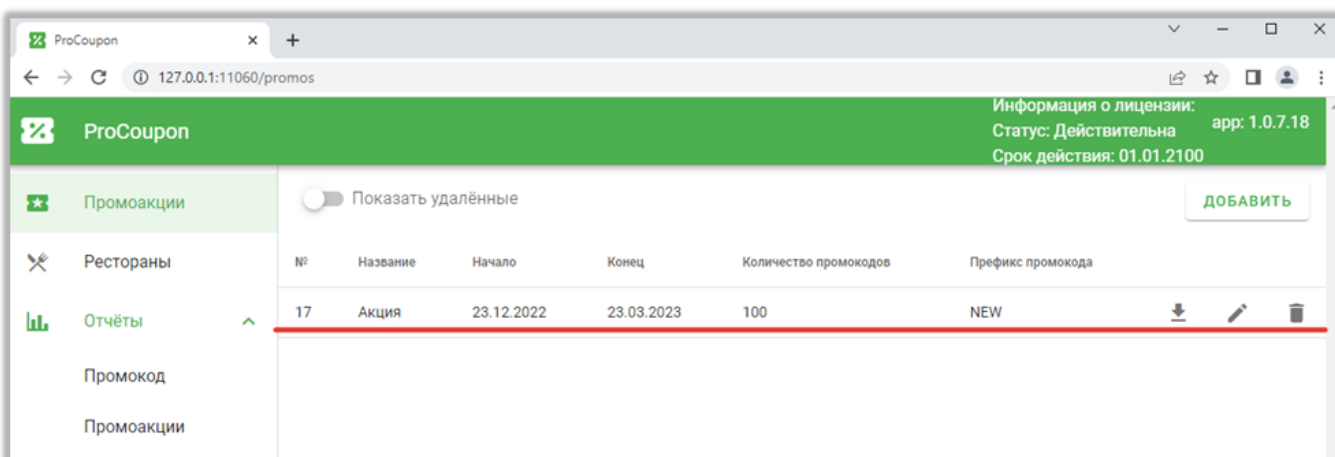 ProCoupon
127.0.0.1:11060/promos
ProCoupon
Информация о лицензии:
Статус: Действительна
Срок действия: 01.01.2100
app: 1.0.7.18
Промоакции
Показать удалённые
ДОБАВИТЬ
Рестораны
№ Название Начало Конец Количество промокодов Префикс промокода
Отчёты
17 Акция 23.12.2022 23.03.2023 100 NEW
Промокод
Промоакции